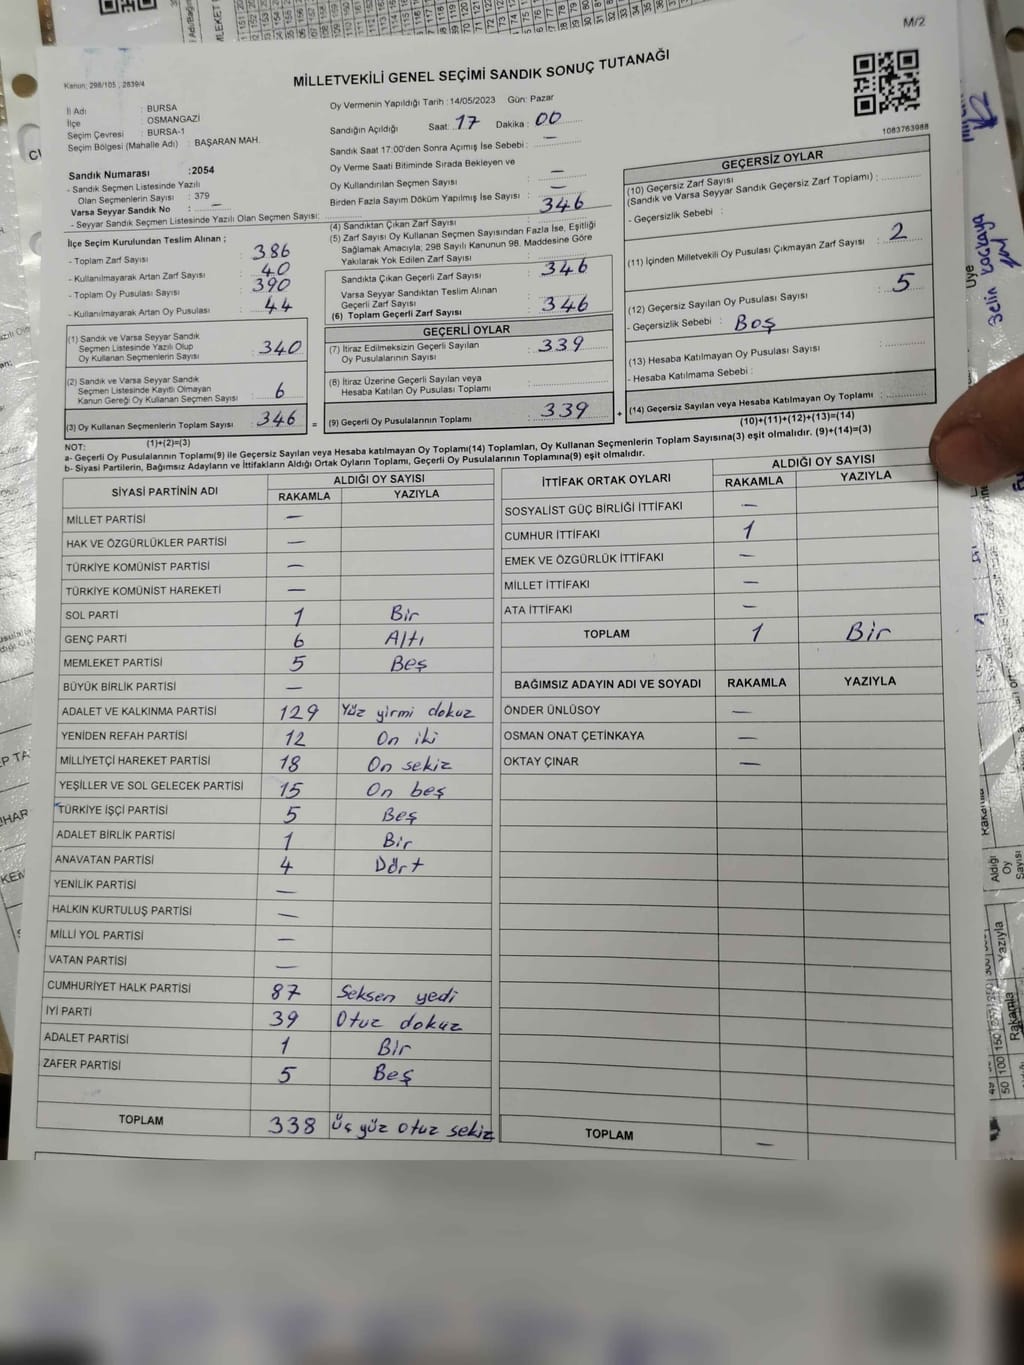 M/2
Kanun: 298/105 , 2839/4
MİLLETVEKİLİ GENEL SEÇİMİ SANDIK SONUÇ TUTANAĞI
İl Adı : BURSA
İlçe : OSMANGAZİ
Seçim Çevresi : BURSA-1
Seçim Bölgesi (Mahalle Adı) : BAŞARAN MAH.
Oy Vermenin Yapıldığı Tarih :14/05/2023 Gün: Pazar
Sandığın Açıldığı Saat: 17 Dakika : 00
Sandık Saat 17:00'den Sonra Açımış İse Sebebi : —
Oy Verme Saati Bitiminde Sırada Bekleyen ve
Oy Kullandırılan Seçmen Sayısı : —
Birden Fazla Sayım Döküm Yapılmış İse Sayısı : —
1083763988
Sandık Numarası :2054
- Sandık Seçmen Listesinde Yazılı
Olan Seçmenlerin Sayısı : 379
Varsa Seyyar Sandık No : —
- Seyyar Sandık Seçmen Listesinde Yazılı Olan Seçmen Sayısı:
İlçe Seçim Kurulundan Teslim Alınan ;
- Toplam Zarf Sayısı : 386
- Kullanılmayarak Artan Zarf Sayısı : 40
- Toplam Oy Pusulası Sayısı : 390
- Kullanılmayarak Artan Oy Pusulası : 44
(1) Sandık ve Varsa Seyyar Sandık
Seçmen Listesinde Yazılı Olup
Oy Kullanan Seçmenlerin Sayısı : 340
(2) Sandık ve Varsa Seyyar Sandık
Seçmen Listesinde Kayıtlı Olmayan
Kanun Gereği Oy Kullanan Seçmen Sayısı : 6
(3) Oy Kullanan Seçmenlerin Toplam Sayısı : 346
(1)+(2)=(3)
(4) Sandıktan Çıkan Zarf Sayısı : 346
(5) Zarf Sayısı Oy Kullanan Seçmen Sayısından Fazla İse, Eşitliği
Sağlamak Amacıyla; 298 Sayılı Kanunun 98. Maddesine Göre
Yakılarak Yok Edilen Zarf Sayısı :
Sandıkta Çıkan Geçerli Zarf Sayısı : 346
Varsa Seyyar Sandıktan Teslim Alınan
Geçerli Zarf Sayısı :
(6) Toplam Geçerli Zarf Sayısı : 346
GEÇERLİ OYLAR
(7) İtiraz Edilmeksizin Geçerli Sayılan
Oy Pusulalarının Sayısı : 339
(8) İtiraz Üzerine Geçerli Sayılan veya
Hesaba Katılan Oy Pusulası Toplamı :
= (9) Geçerli Oy Pusulalarının Toplamı : 339 +
GEÇERSİZ OYLAR
(10) Geçersiz Zarf Sayısı
(Sandık ve Varsa Seyyar Sandık Geçersiz Zarf Toplamı) :
- Geçersizlik Sebebi :
(11) İçinden Milletvekili Oy Pusulası Çıkmayan Zarf Sayısı : 2
(12) Geçersiz Sayılan Oy Pusulası Sayısı : 5
- Geçersizlik Sebebi : Boş
(13) Hesaba Katılmayan Oy Pusulası Sayısı :
- Hesaba Katılmama Sebebi :
(14) Geçersiz Sayılan veya Hesaba Katılmayan Oy Toplamı :
(10)+(11)+(12)+(13)=(14)
NOT:
a- Geçerli Oy Pusulalarının Toplamı(9) ile Geçersiz Sayılan veya Hesaba katılmayan Oy Toplamı(14) Toplamları, Oy Kullanan Seçmenlerin Toplam Sayısına(3) eşit olmalıdır. (9)+(14)=(3)
b- Siyasi Partilerin, Bağımsız Adayların ve İttifakların Aldığı Ortak Oyların Toplamı, Geçerli Oy Pusulalarının Toplamına(9) eşit olmalıdır.
SİYASİ PARTİNİN ADI ALDIĞI OY SAYISI
RAKAMLA YAZIYLA
MİLLET PARTİSİ —
HAK VE ÖZGÜRLÜKLER PARTİSİ —
TÜRKİYE KOMÜNİST PARTİSİ —
TÜRKİYE KOMÜNİST HAREKETİ —
SOL PARTİ 1 Bir
GENÇ PARTİ 6 Altı
MEMLEKET PARTİSİ 5 Beş
BÜYÜK BİRLİK PARTİSİ —
ADALET VE KALKINMA PARTİSİ 129 Yüz yirmi dokuz
YENİDEN REFAH PARTİSİ 12 On iki
MİLLİYETÇİ HAREKET PARTİSİ 18 On sekiz
YEŞİLLER VE SOL GELECEK PARTİSİ 15 On beş
TÜRKİYE İŞÇİ PARTİSİ 5 Beş
ADALET BİRLİK PARTİSİ 1 Bir
ANAVATAN PARTİSİ 4 Dört
YENİLİK PARTİSİ —
HALKIN KURTULUŞ PARTİSİ —
MİLLİ YOL PARTİSİ —
VATAN PARTİSİ —
CUMHURİYET HALK PARTİSİ 87 Seksen yedi
İYİ PARTİ 39 Otuz dokuz
ADALET PARTİSİ 1 Bir
ZAFER PARTİSİ 5 Beş
TOPLAM 338 Üç yüz otuz sekiz
İTTİFAK ORTAK OYLARI ALDIĞI OY SAYISI
RAKAMLA YAZIYLA
SOSYALİST GÜÇ BİRLİĞİ İTTİFAKI —
CUMHUR İTTİFAKI 1
EMEK VE ÖZGÜRLÜK İTTİFAKI —
MİLLET İTTİFAKI —
ATA İTTİFAKI —
TOPLAM 1 Bir
BAĞIMSIZ ADAYIN ADI VE SOYADI RAKAMLA YAZIYLA
ÖNDER ÜNLÜSOY —
OSMAN ONAT ÇETİNKAYA —
OKTAY ÇINAR —
TOPLAM —
Üye
Aldığı
Oy
Sayısı
Rakamla
Yazıyla
50 100 150